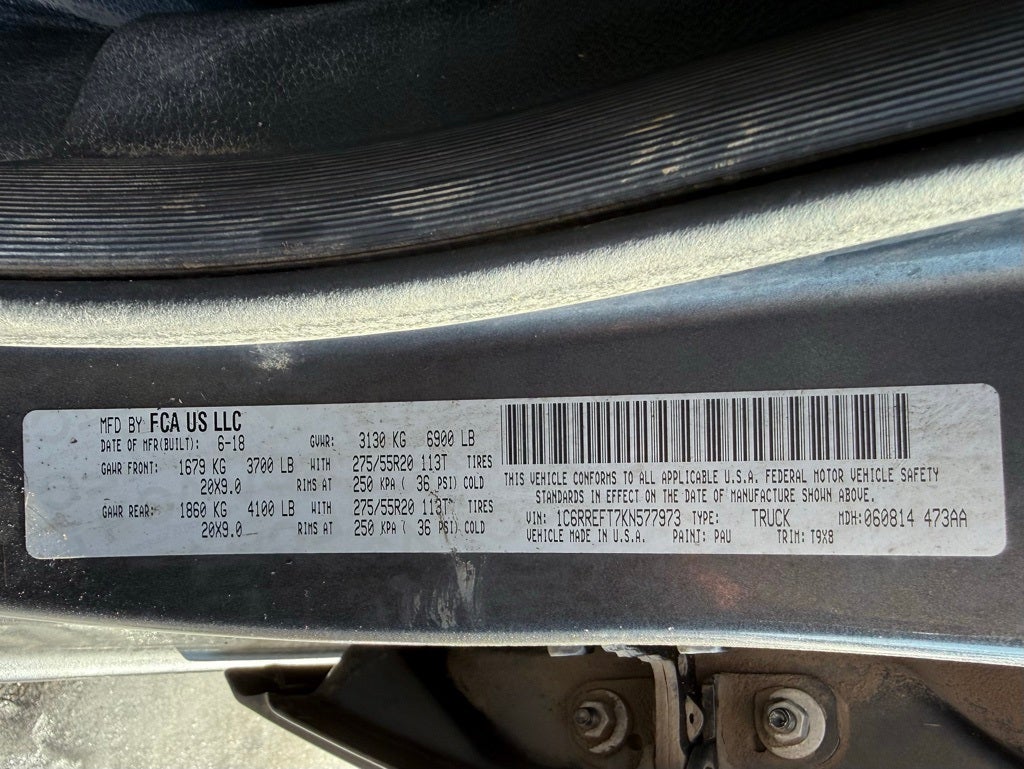 MFD BY FCA US LLC
DATE OF MFR(BUILT): 6-18 GVWR: 3130 KG 6900 LB
GAWR FRONT: 1679 KG 3700 LB WITH 275/55R20 113T TIRES
20X9.0 RIMS AT 250 KPA ( 36 PSI) COLD
GAWR REAR: 1860 KG 4100 LB WITH 275/55R20 113T TIRES
20X9.0 RIMS AT 250 KPA ( 36 PSI) COLD
THIS VEHICLE CONFORMS TO ALL APPLICABLE U.S.A. FEDERAL MOTOR VEHICLE SAFETY
STANDARDS IN EFFECT ON THE DATE OF MANUFACTURE SHOWN ABOVE.
VIN: 1C6RREFT7KN577973 TYPE: TRUCK MDH:060814 473AA
VEHICLE MADE IN U.S.A. PAINT: PAU TRIM: T9X8